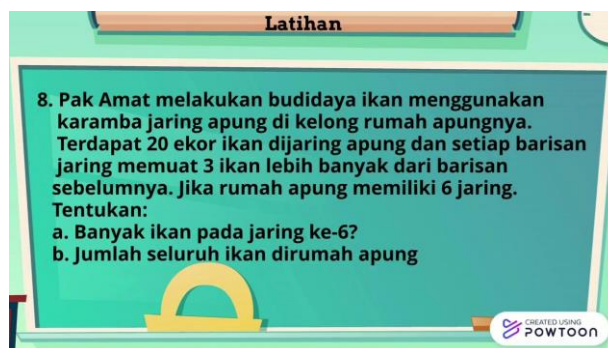 Latihan
8. Pak Amat melakukan budidaya ikan menggunakan
karamba jaring apung di kelong rumah apungnya.
Terdapat 20 ekor ikan dijaring apung dan setiap barisan
jaring memuat 3 ikan lebih banyak dari barisan
sebelumnya. Jika rumah apung memiliki 6 jaring.
Tentukan:
a. Banyak ikan pada jaring ke-6?
b. Jumlah seluruh ikan dirumah apung
CREATED USING
POWTOON